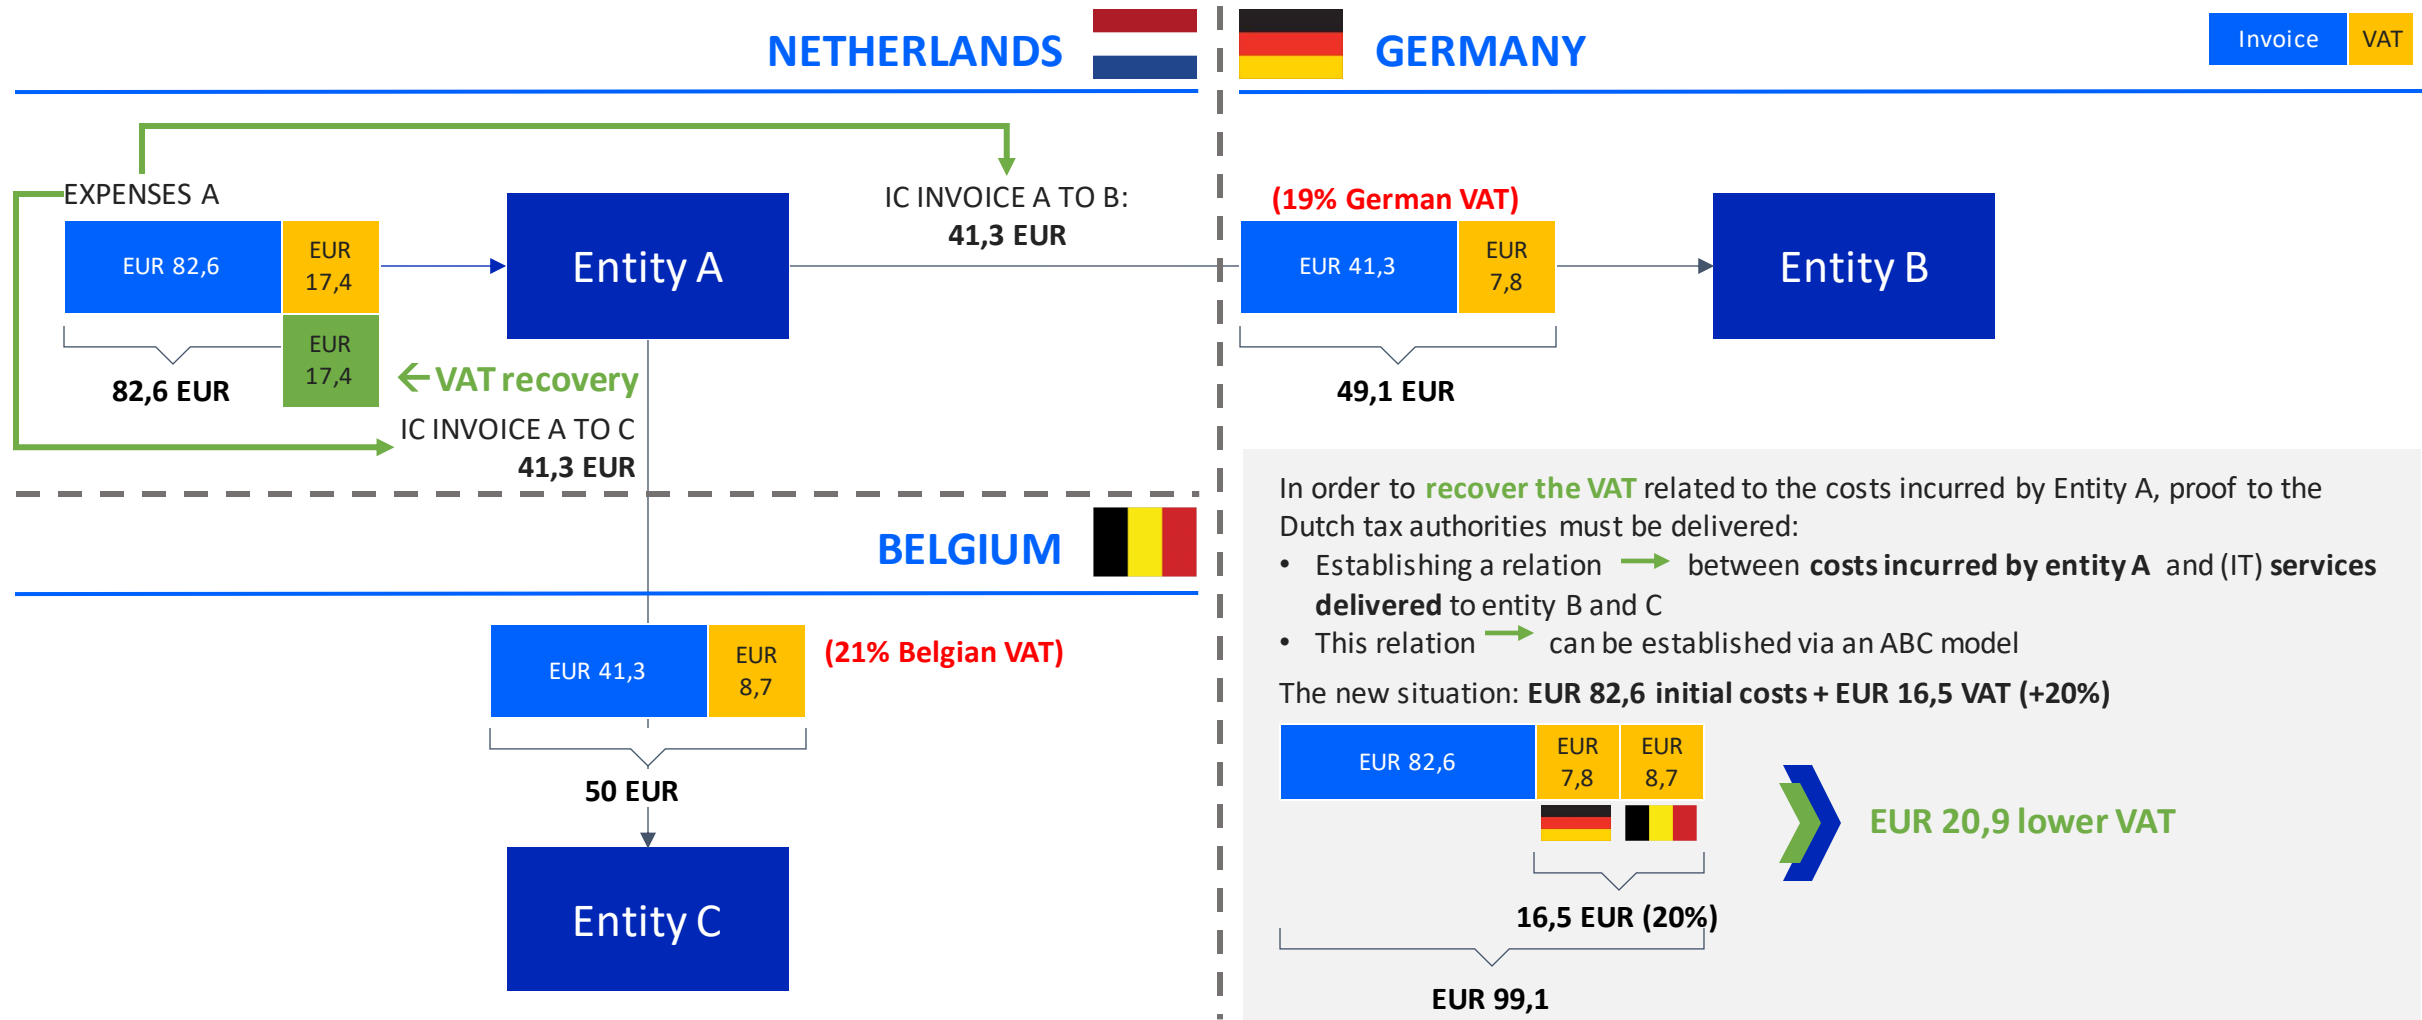 NETHERLANDS
GERMANY
Invoice
VAT
EXPENSES A
EUR 82,6
EUR
17,4
EUR
17,4
82,6 EUR
←VAT recovery
Entity A
IC INVOICE A TO B:
41,3 EUR
IC INVOICE A TO C
41,3 EUR
(19% German VAT)
EUR 41,3
EUR
7,8
49,1 EUR
Entity B
BELGIUM
EUR 41,3
EUR
8,7
(21% Belgian VAT)
50 EUR
Entity C
In order to recover the VAT related to the costs incurred by Entity A, proof to the
Dutch tax authorities must be delivered:
• Establishing a relation → between costs incurred by entity A and (IT) services
delivered to entity B and C
• This relation → can be established via an ABC model
The new situation: EUR 82,6 initial costs + EUR 16,5 VAT (+20%)
EUR 82,6
EUR
7,8
EUR
8,7
16,5 EUR (20%)
EUR 99,1
EUR 20,9 lower VAT